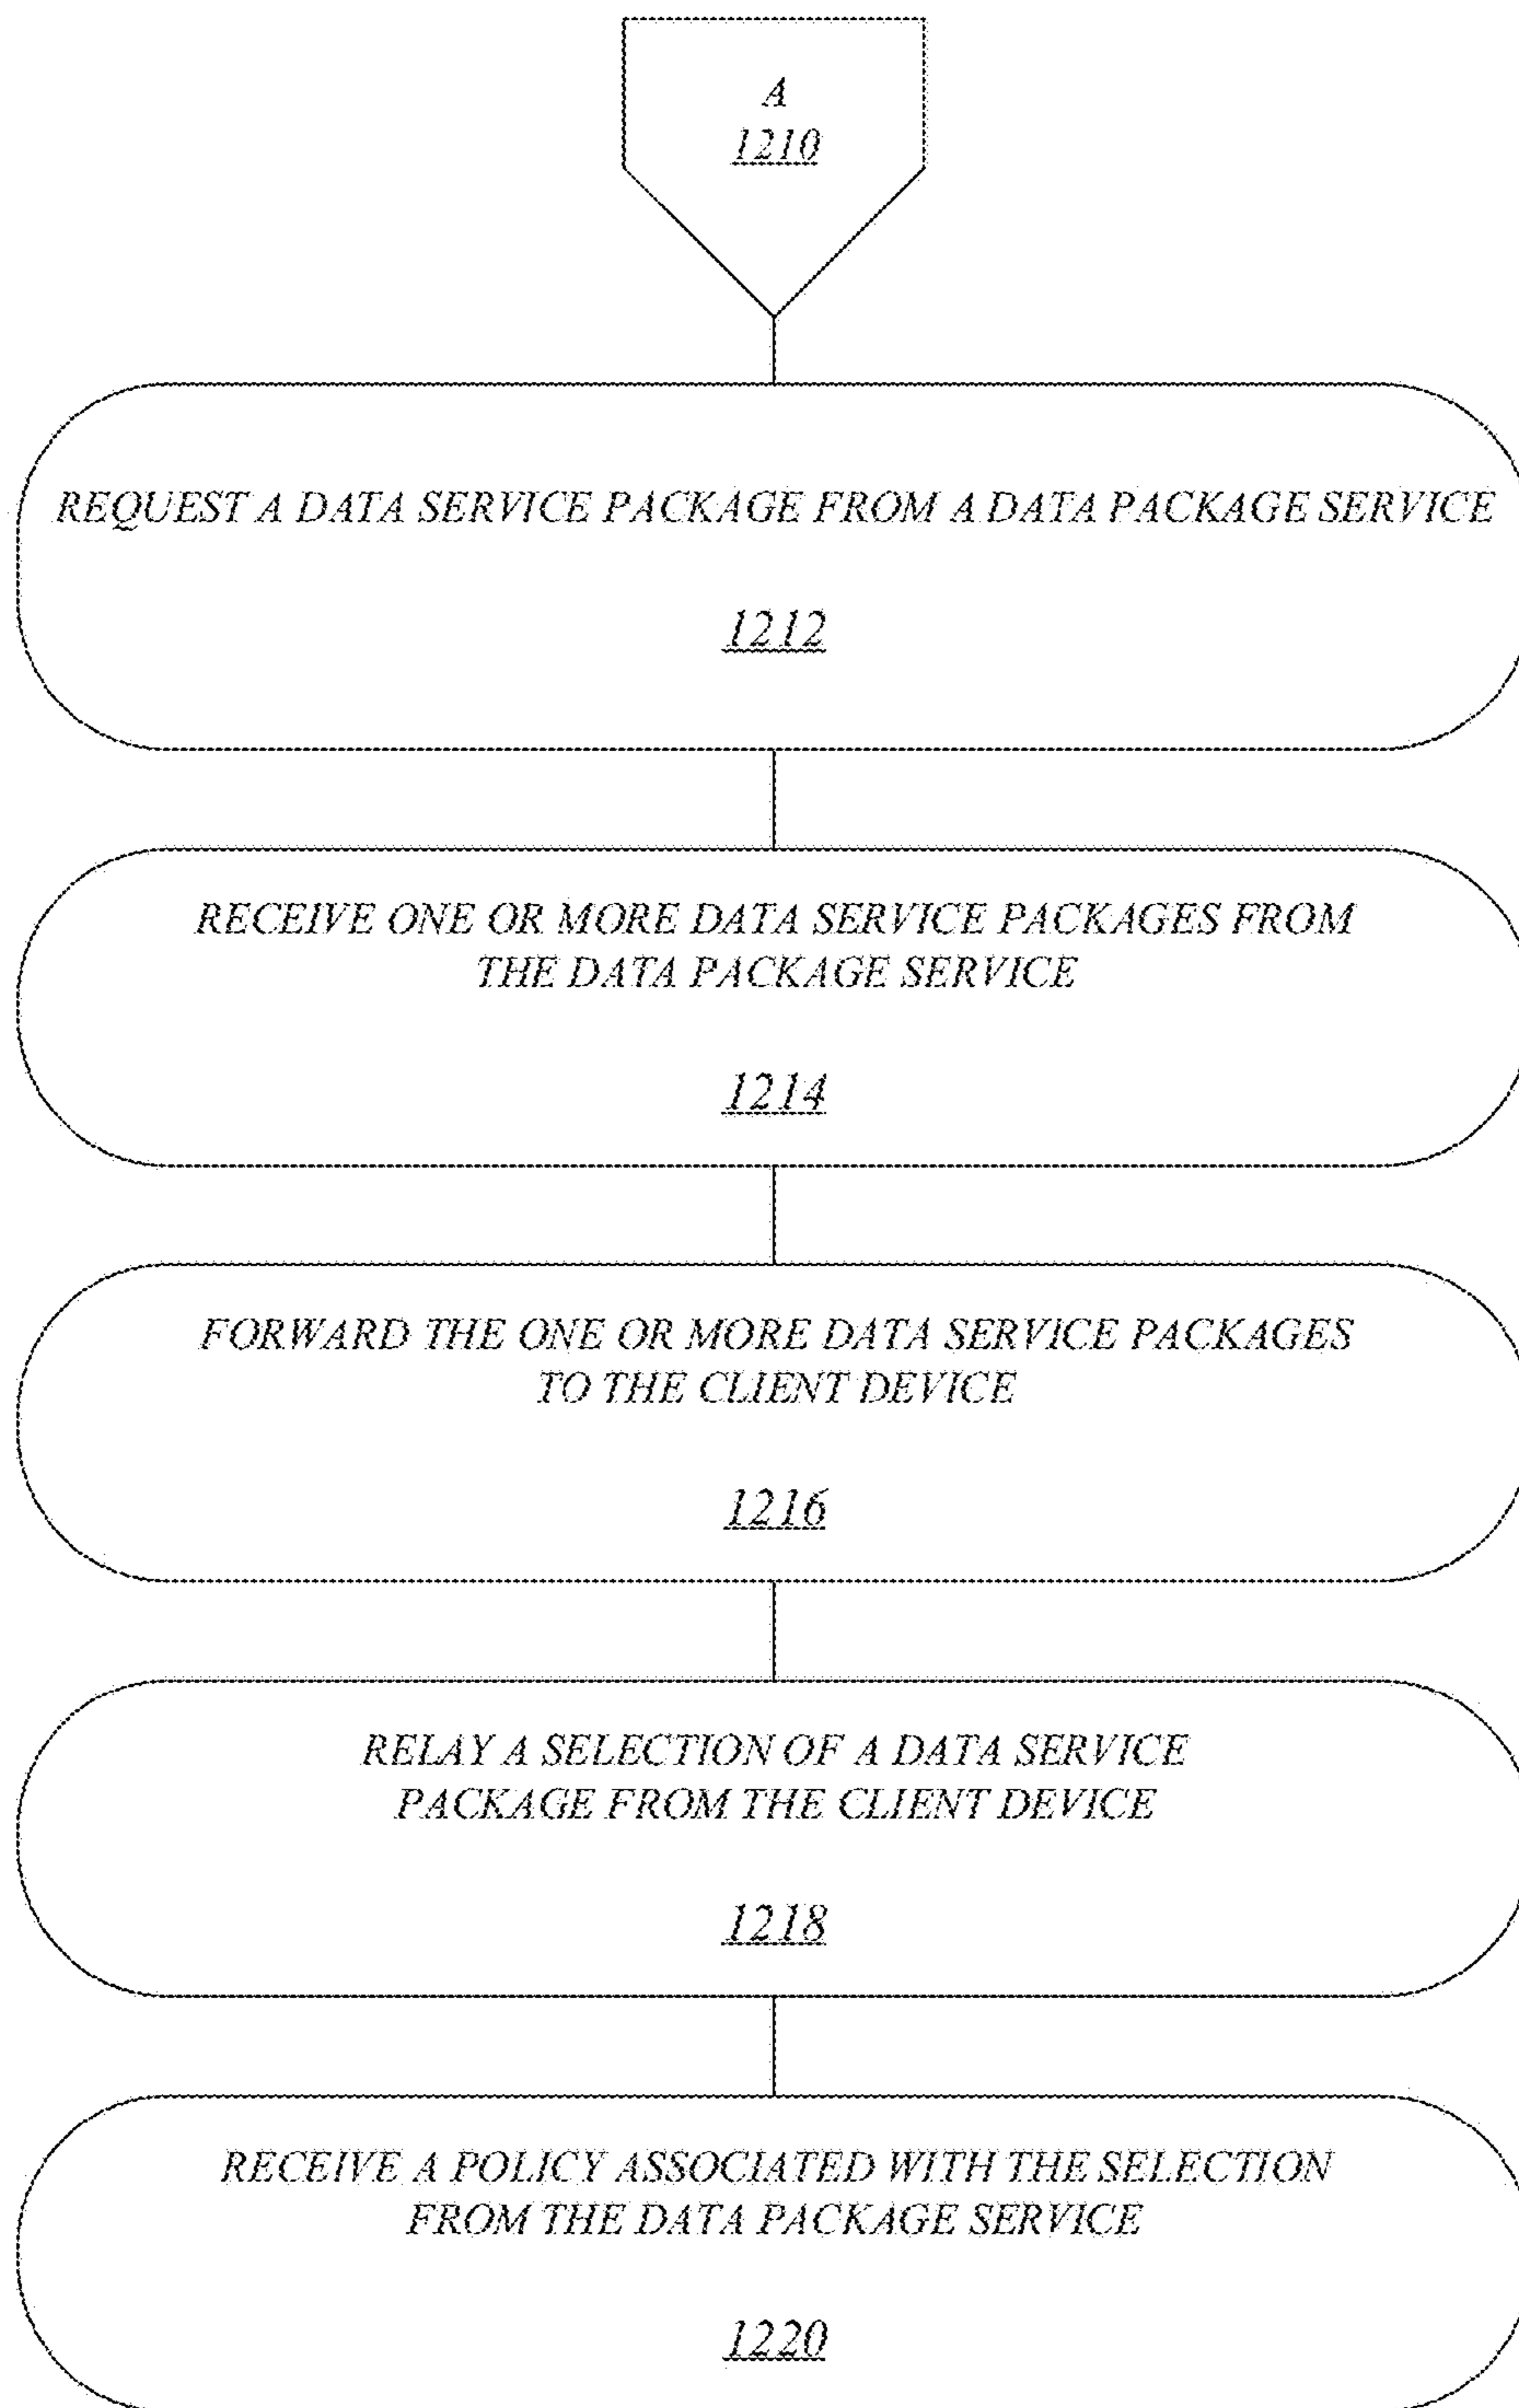 A
1210
REQUEST A DATA SERVICE PACKAGE FROM A DATA PACKAGE SERVICE
1212
RECEIVE ONE OR MORE DATA SERVICE PACKAGES FROM
THE DATA PACKAGE SERVICE
1214
FORWARD THE ONE OR MORE DATA SERVICE PACKAGES
TO THE CLIENT DEVICE
1216
RELAY A SELECTION OF A DATA SERVICE
PACKAGE FROM THE CLIENT DEVICE
1218
RECEIVE A POLICY ASSOCIATED WITH THE SELECTION
FROM THE DATA PACKAGE SERVICE
1220